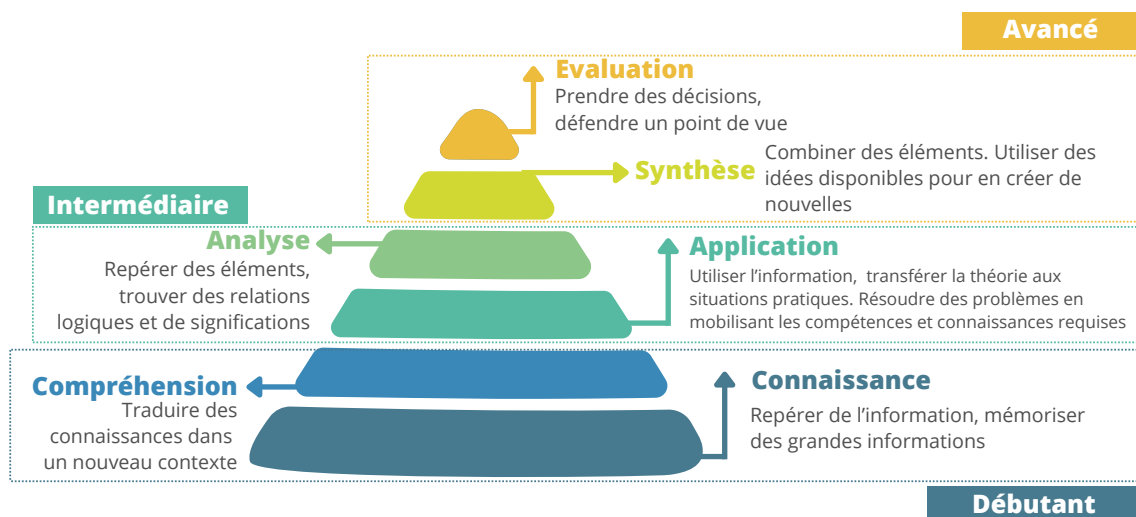 Avancé
Evaluation
Prendre des décisions,
défendre un point de vue
Synthèse
Combiner des éléments. Utiliser des
idées disponibles pour en créer de
nouvelles
Intermédiaire
Analyse
Repérer des éléments,
trouver des relations
logiques et de significations
Application
Utiliser l’information, transférer la théorie aux
situations pratiques. Résoudre des problèmes en
mobilisant les compétences et connaissances requises
Compréhension
Traduire des
connaissances dans
un nouveau contexte
Connaissance
Repérer de l’information, mémoriser
des grandes informations
Débutant